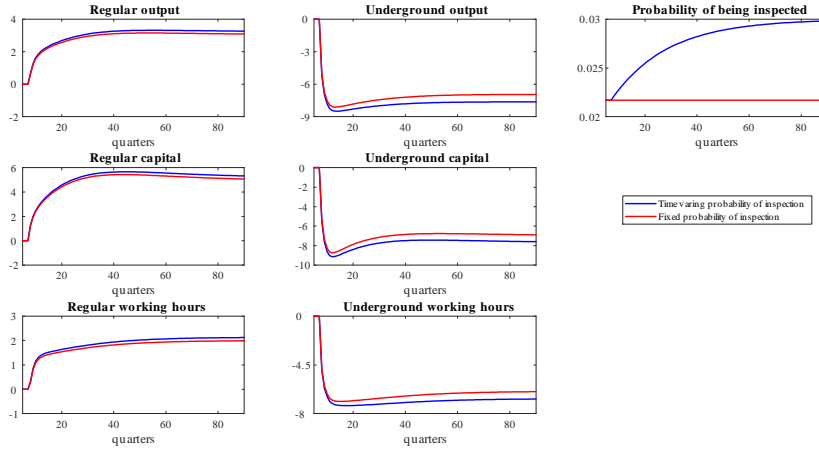 Regular output
4
2
0
-2
20 40 60 80
quarters
Underground output
0
-3
-6
-9
20 40 60 80
quarters
Probability of being inspected
0.03
0.025
0.02
20 40 60 80
quarters
Regular capital
6
4
2
0
-2
20 40 60 80
quarters
Underground capital
0
-2
-4
-6
-8
-10
20 40 60 80
quarters
Time varing probability of inspection
Fixed probability of inspection
Regular working hours
3
2
1
0
-1
20 40 60 80
quarters
Underground working hours
0
-4.5
-8
20 40 60 80
quarters